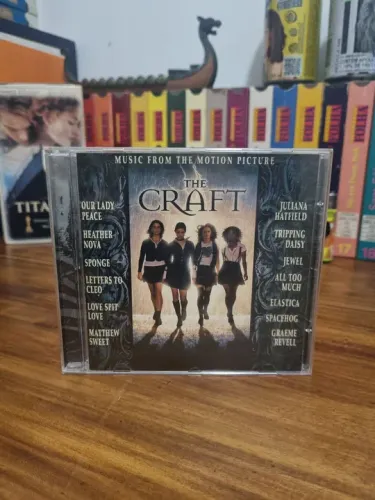 MUSIC FROM THE MOTION PICTURE
THE
CRAFT
OUR LADY
PEACE
HEATHER
NOVA
SPONGE
LETTERS TO
CLEO
LOVE SPIT
LOVE
MATTHEW
SWEET
JULIANA
HATFIELD
TRIPPING
DAISY
JEWEL
ALL TOO
MUCH
ELASTICA
SPACEHOG
GRAEME
REVELL
TITA
17